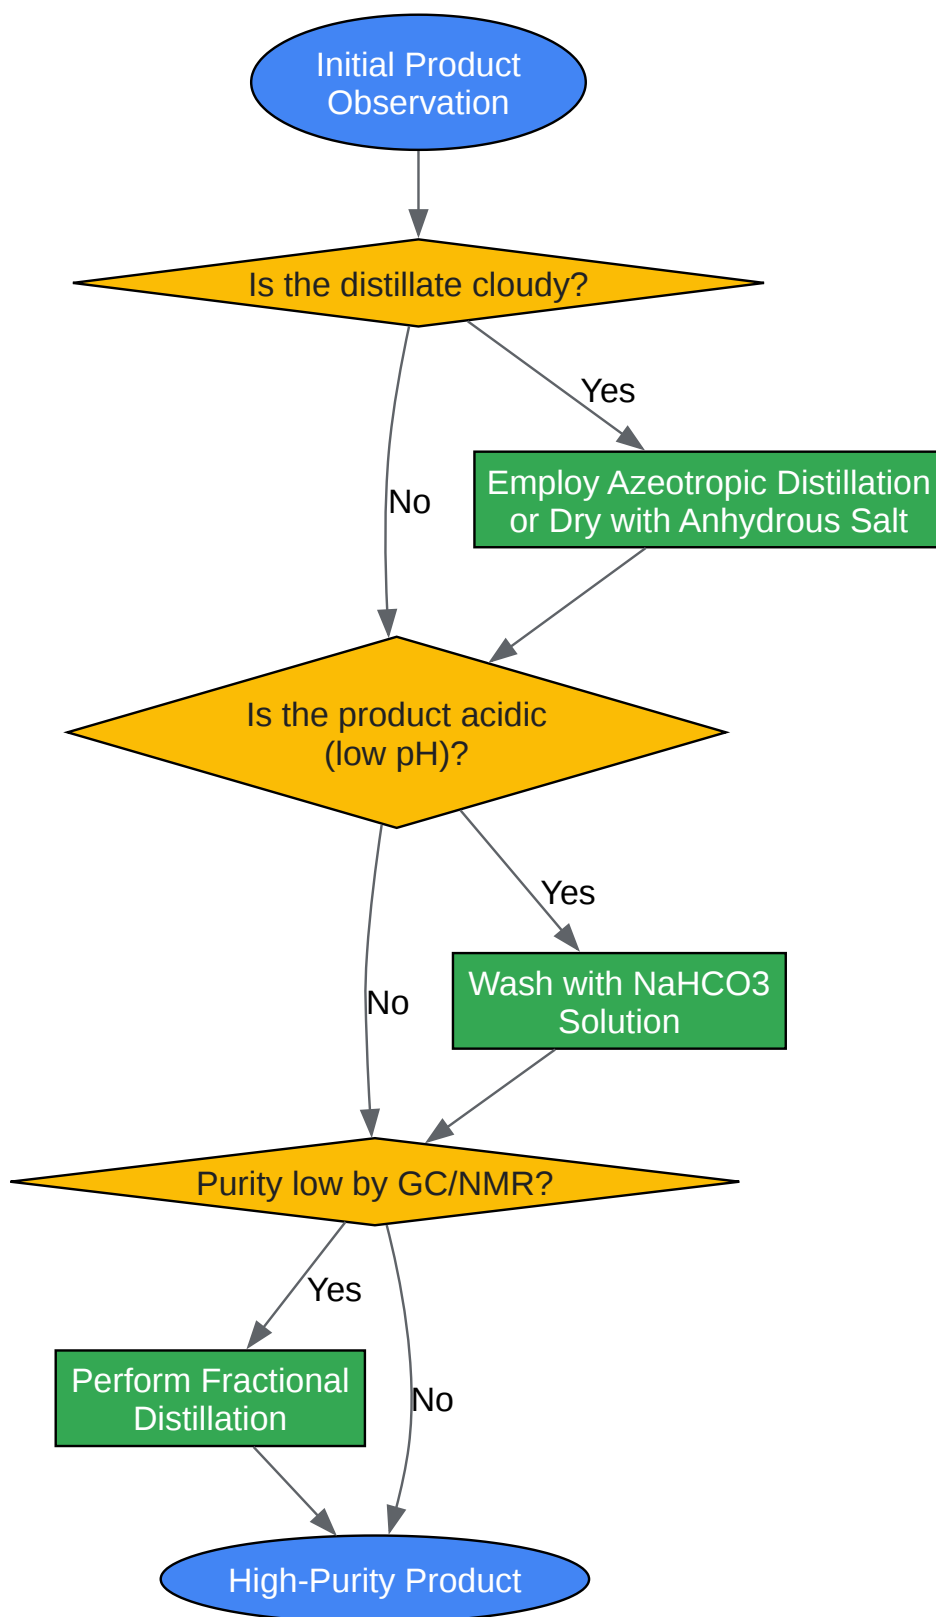 Initial Product
Observation
Is the distillate cloudy?
Yes
Employ Azeotropic Distillation
or Dry with Anhydrous Salt
No
Is the product acidic
(low pH)?
Yes
Wash with NaHCO3
Solution
No
Purity low by GC/NMR?
Yes
Perform Fractional
Distillation
No
High-Purity Product